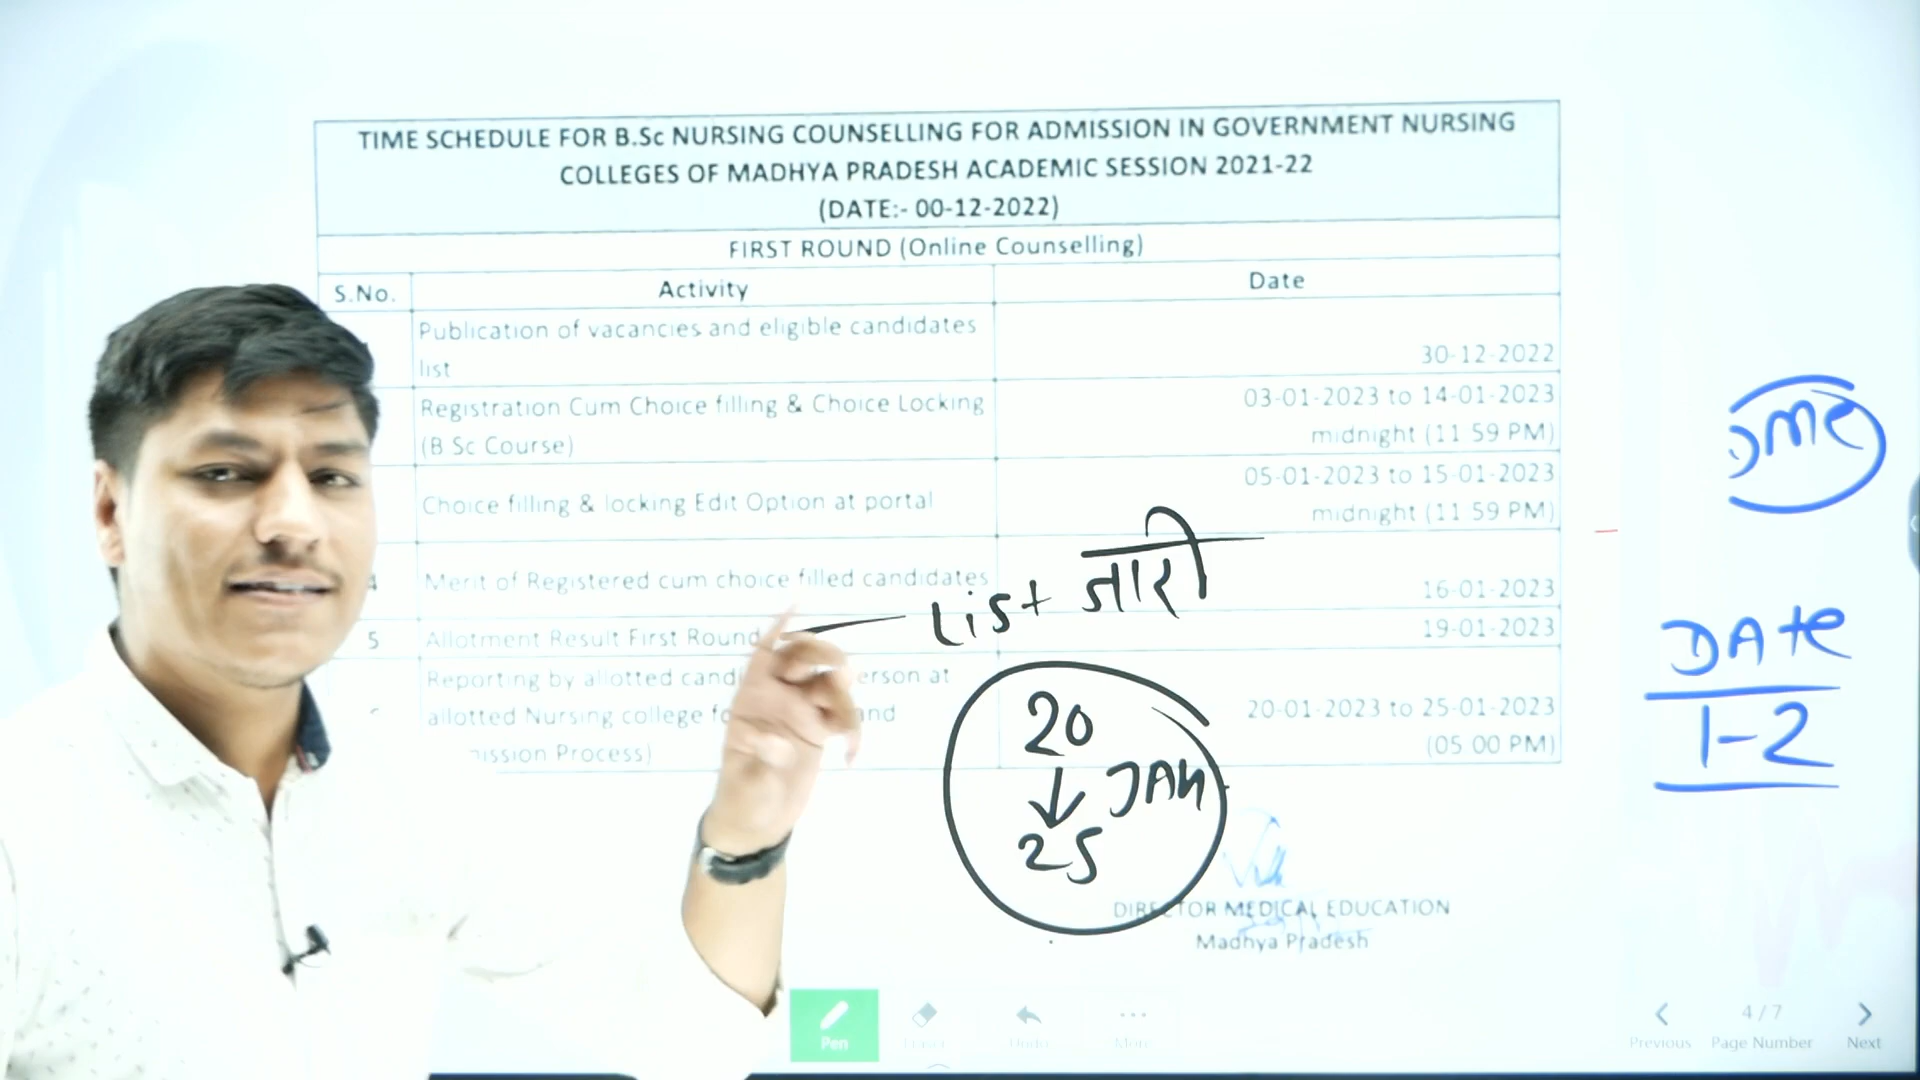 TIME SCHEDULE FOR B.Sc NURSING COUNSELLING FOR ADMISSION IN GOVERNMENT NURSING
COLLEGES OF MADHYA PRADESH ACADEMIC SESSION 2021-22
(DATE:- 00-12-2022)
FIRST ROUND (Online Counselling)
S.No. Activity Date
Publication of vacancies and eligible candidates
list
30-12-2022
Registration Cum Choice filling & Choice Locking
(B Sc Course)
03-01-2023 to 14-01-2023
midnight (11 59 PM)
Choice filling & locking Edit Option at portal
05-01-2023 to 15-01-2023
midnight (11 59 PM)
4 Merit of Registered cum choice filled candidates 16-01-2023
5 Allotment Result First Round 19-01-2023
Reporting by allotted
allotted Nursing college
Process)
20-01-2023 to 25-01-2023
(05 00 PM)
List जारी
20
↓ JAN
25
DME
DAte
1-2
DIRECTOR MEDICAL EDUCATION
Madhya Pradesh
Pen
Eraser
Undo
More
4/7
Previous Page Number Next